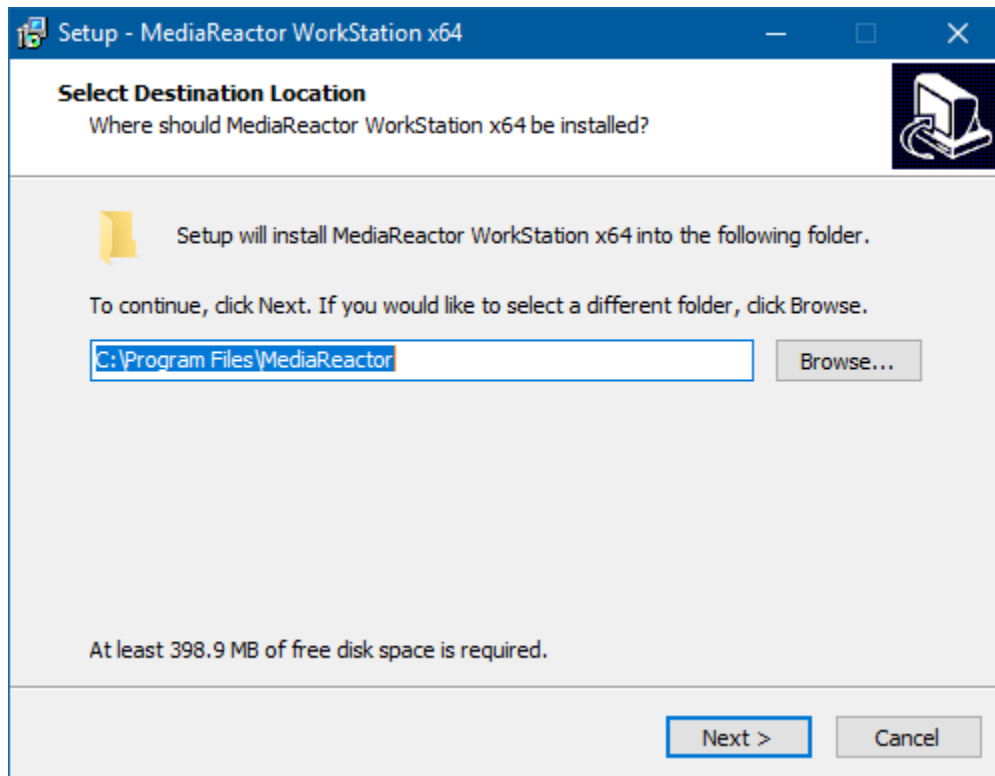 Setup - MediaReactor WorkStation x64
Select Destination Location
Where should MediaReactor WorkStation x64 be installed?
Setup will install MediaReactor WorkStation x64 into the following folder.
To continue, click Next. If you would like to select a different folder, click Browse.
C:\Program Files\MediaReactor
Browse...
At least 398.9 MB of free disk space is required.
Next >
Cancel